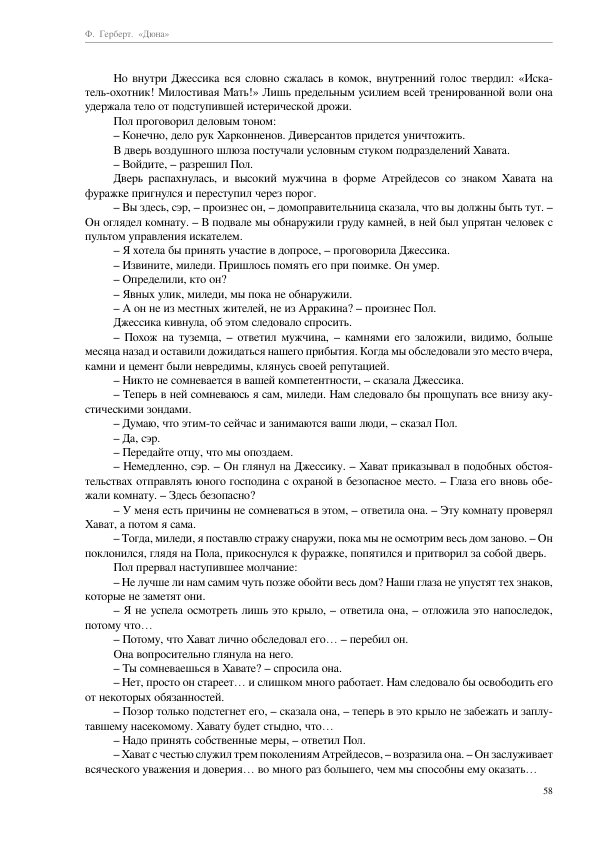 Ф. Герберт. «Дюна»
Но внутри Джессика вся словно сжалась в комок, внутренний голос твердил: «Иска-
тель-охотник! Милостивая Мать!» Лишь предельным усилием всей тренированной воли она
удержала тело от подступившей истерической дрожи.
Пол проговорил деловым тоном:
– Конечно, дело рук Харконненов. Диверсантов придется уничтожить.
В дверь воздушного шлюза постучали условным стуком подразделений Хавата.
– Войдите, – разрешил Пол.
Дверь распахнулась, и высокий мужчина в форме Атрейдесов со знаком Хавата на
фуражке пригнулся и переступил через порог.
– Вы здесь, сэр, – произнес он, – домоправительница сказала, что вы должны быть тут. –
Он оглядел комнату. – В подвале мы обнаружили груду камней, в ней был упрятан человек с
пультом управления искателем.
– Я хотела бы принять участие в допросе, – проговорила Джессика.
– Извините, миледи. Пришлось помять его при поимке. Он умер.
– Определили, кто он?
– Явных улик, миледи, мы пока не обнаружили.
– А он не из местных жителей, не из Арракина? – произнес Пол.
Джессика кивнула, об этом следовало спросить.
– Похож на туземца, – ответил мужчина, – камнями его заложили, видимо, больше
месяца назад и оставили дожидаться нашего прибытия. Когда мы обследовали это место вчера,
камни и цемент были невредимы, клянусь своей репутацией.
– Никто не сомневается в вашей компетентности, – сказала Джессика.
– Теперь в ней сомневаюсь я сам, миледи. Нам следовало бы прощупать все внизу аку-
стическими зондами.
– Думаю, что этим-то сейчас и занимаются ваши люди, – сказал Пол.
– Да, сэр.
– Передайте отцу, что мы опоздаем.
– Немедленно, сэр. – Он глянул на Джессику. – Хават приказывал в подобных обстоя-
тельствах отправлять юного господина с охраной в безопасное место. – Глаза его вновь обе-
жали комнату. – Здесь безопасно?
– У меня есть причины не сомневаться в этом, – ответила она. – Эту комнату проверял
Хават, а потом я сама.
– Тогда, миледи, я поставлю стражу снаружи, пока мы не осмотрим весь дом заново. – Он
поклонился, глядя на Пола, прикоснулся к фуражке, попятился и притворил за собой дверь.
Пол прервал наступившее молчание:
– Не лучше ли нам самим чуть позже обойти весь дом? Наши глаза не упустят тех знаков,
которые не заметят они.
– Я не успела осмотреть лишь это крыло, – ответила она, – отложила это напоследок,
потому что…
– Потому, что Хават лично обследовал его… – перебил он.
Она вопросительно глянула на него.
– Ты сомневаешься в Хавате? – спросила она.
– Нет, просто он стареет… и слишком много работает. Нам следовало бы освободить его
от некоторых обязанностей.
– Позор только подстегнет его, – сказала она, – теперь в это крыло не забежать и заплу-
тавшему насекомому. Хавату будет стыдно, что…
– Надо принять собственные меры, – ответил Пол.
– Хават с честью служил трем поколениям Атрейдесов, – возразила она. – Он заслуживает
всяческого уважения и доверия… во много раз большего, чем мы способны ему оказать…
58